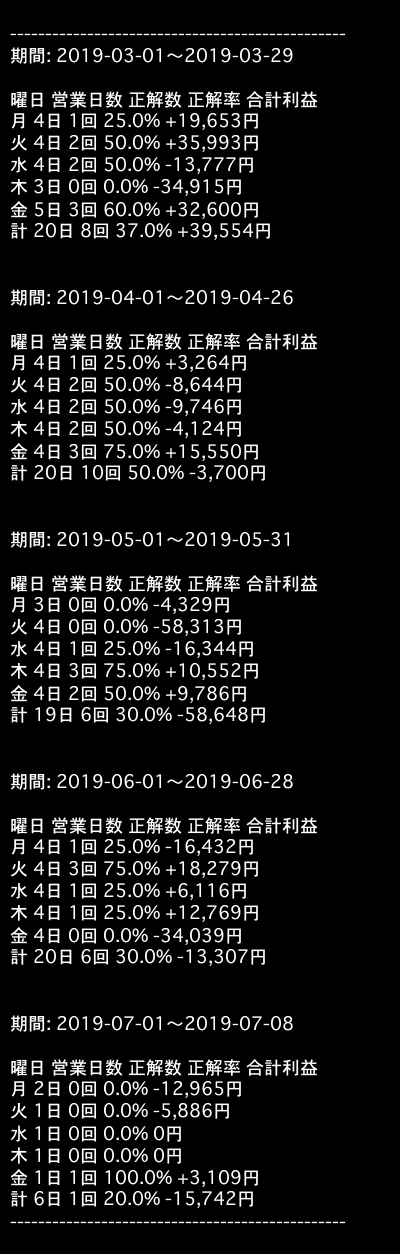 ------------------------------------------------
期間: 2019-03-01〜2019-03-29
曜日 営業日数 正解数 正解率 合計利益
月 4日 1回 25.0% +19,653円
火 4日 2回 50.0% +35,993円
水 4日 2回 50.0% -13,777円
木 3日 0回 0.0% -34,915円
金 5日 3回 60.0% +32,600円
計 20日 8回 37.0% +39,554円
期間: 2019-04-01〜2019-04-26
曜日 営業日数 正解数 正解率 合計利益
月 4日 1回 25.0% +3,264円
火 4日 2回 50.0% -8,644円
水 4日 2回 50.0% -9,746円
木 4日 2回 50.0% -4,124円
金 4日 3回 75.0% +15,550円
計 20日 10回 50.0% -3,700円
期間: 2019-05-01〜2019-05-31
曜日 営業日数 正解数 正解率 合計利益
月 3日 0回 0.0% -4,329円
火 4日 0回 0.0% -58,313円
水 4日 1回 25.0% -16,344円
木 4日 3回 75.0% +10,552円
金 4日 2回 50.0% +9,786円
計 19日 6回 30.0% -58,648円
期間: 2019-06-01〜2019-06-28
曜日 営業日数 正解数 正解率 合計利益
月 4日 1回 25.0% -16,432円
火 4日 3回 75.0% +18,279円
水 4日 1回 25.0% +6,116円
木 4日 1回 25.0% +12,769円
金 4日 0回 0.0% -34,039円
計 20日 6回 30.0% -13,307円
期間: 2019-07-01〜2019-07-08
曜日 営業日数 正解数 正解率 合計利益
月 2日 0回 0.0% -12,965円
火 1日 0回 0.0% -5,886円
水 1日 0回 0.0% 0円
木 1日 0回 0.0% 0円
金 1日 1回 100.0% +3,109円
計 6日 1回 20.0% -15,742円
------------------------------------------------